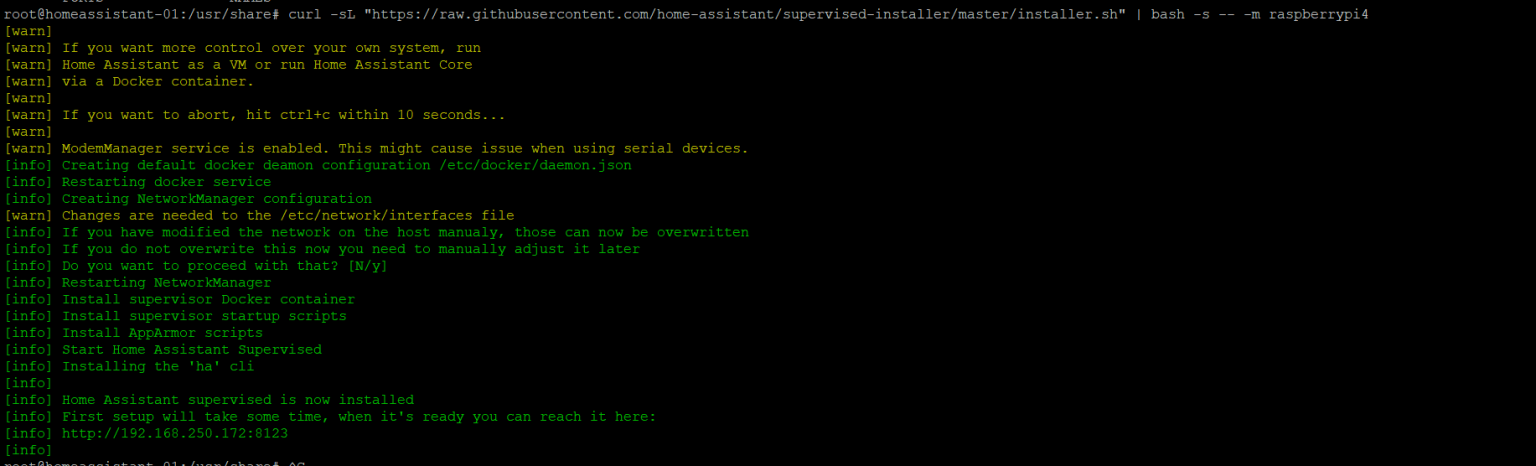 root@homeassistant-01:/usr/share# curl -sL "https://raw.githubusercontent.com/home-assistant/supervised-installer/master/installer.sh" | bash -s -- -m raspberrypi4
[warn]
[warn] If you want more control over your own system, run
[warn] Home Assistant as a VM or run Home Assistant Core
[warn] via a Docker container.
[warn]
[warn] If you want to abort, hit ctrl+c within 10 seconds...
[warn]
[warn] ModemManager service is enabled. This might cause issue when using serial devices.
[info] Creating default docker deamon configuration /etc/docker/daemon.json
[info] Restarting docker service
[info] Creating NetworkManager configuration
[warn] Changes are needed to the /etc/network/interfaces file
[info] If you have modified the network on the host manualy, those can now be overwritten
[info] If you do not overwrite this now you need to manually adjust it later
[info] Do you want to proceed with that? [N/y]
[info] Restarting NetworkManager
[info] Install supervisor Docker container
[info] Install supervisor startup scripts
[info] Install AppArmor scripts
[info] Start Home Assistant Supervised
[info] Installing the 'ha' cli
[info]
[info] Home Assistant supervised is now installed
[info] First setup will take some time, when it's ready you can reach it here:
[info] http://192.168.250.172:8123
[info]
root@homeassistant-01:/usr/share# ^C